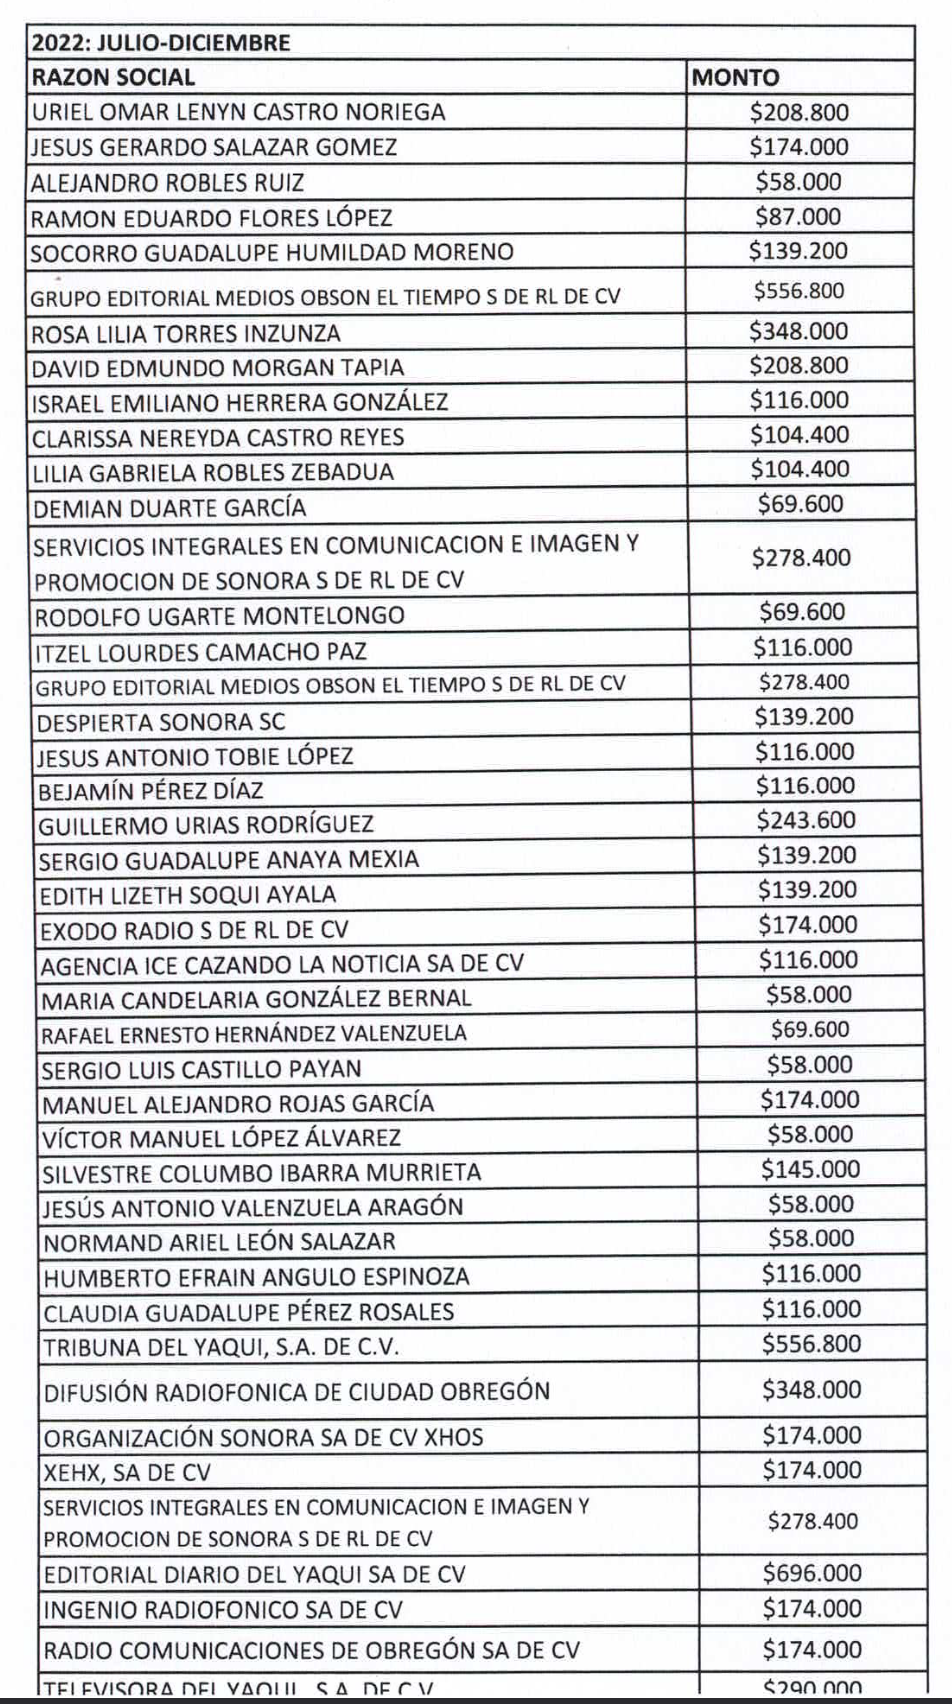 2022: JULIO-DICIEMBRE
RAZON SOCIAL MONTO
URIEL OMAR LENYN CASTRO NORIEGA $208.800
JESUS GERARDO SALAZAR GOMEZ $174.000
ALEJANDRO ROBLES RUIZ $58.000
RAMON EDUARDO FLORES LÓPEZ $87.000
SOCORRO GUADALUPE HUMILDAD MORENO $139.200
GRUPO EDITORIAL MEDIOS OBSON EL TIEMPO S DE RL DE CV $556.800
ROSA LILIA TORRES INZUNZA $348.000
DAVID EDMUNDO MORGAN TAPIA $208.800
ISRAEL EMILIANO HERRERA GONZÁLEZ $116.000
CLARISSA NEREYDA CASTRO REYES $104.400
LILIA GABRIELA ROBLES ZEBADUA $104.400
DEMIAN DUARTE GARCÍA $69.600
SERVICIOS INTEGRALES EN COMUNICACION E IMAGEN Y
PROMOCION DE SONORA S DE RL DE CV $278.400
RODOLFO UGARTE MONTELONGO $69.600
ITZEL LOURDES CAMACHO PAZ $116.000
GRUPO EDITORIAL MEDIOS OBSON EL TIEMPO S DE RL DE CV $278.400
DESPIERTA SONORA SC $139.200
JESUS ANTONIO TOBIE LÓPEZ $116.000
BEJAMÍN PÉREZ DÍAZ $116.000
GUILLERMO URIAS RODRÍGUEZ $243.600
SERGIO GUADALUPE ANAYA MEXIA $139.200
EDITH LIZETH SOQUI AYALA $139.200
EXODO RADIO S DE RL DE CV $174.000
AGENCIA ICE CAZANDO LA NOTICIA SA DE CV $116.000
MARIA CANDELARIA GONZÁLEZ BERNAL $58.000
RAFAEL ERNESTO HERNÁNDEZ VALENZUELA $69.600
SERGIO LUIS CASTILLO PAYAN $58.000
MANUEL ALEJANDRO ROJAS GARCÍA $174.000
VÍCTOR MANUEL LÓPEZ ÁLVAREZ $58.000
SILVESTRE COLUMBO IBARRA MURRIETA $145.000
JESÚS ANTONIO VALENZUELA ARAGÓN $58.000
NORMAND ARIEL LEÓN SALAZAR $58.000
HUMBERTO EFRAIN ANGULO ESPINOZA $116.000
CLAUDIA GUADALUPE PÉREZ ROSALES $116.000
TRIBUNA DEL YAQUI, S.A. DE C.V. $556.800
DIFUSIÓN RADIOFONICA DE CIUDAD OBREGÓN $348.000
ORGANIZACIÓN SONORA SA DE CV XHOS $174.000
XEHX, SA DE CV $174.000
SERVICIOS INTEGRALES EN COMUNICACION E IMAGEN Y
PROMOCION DE SONORA S DE RL DE CV $278.400
EDITORIAL DIARIO DEL YAQUI SA DE CV $696.000
INGENIO RADIOFONICO SA DE CV $174.000
RADIO COMUNICACIONES DE OBREGÓN SA DE CV $174.000
TELEVISORA DEL YAQUI, S.A. DE C.V. $290.000